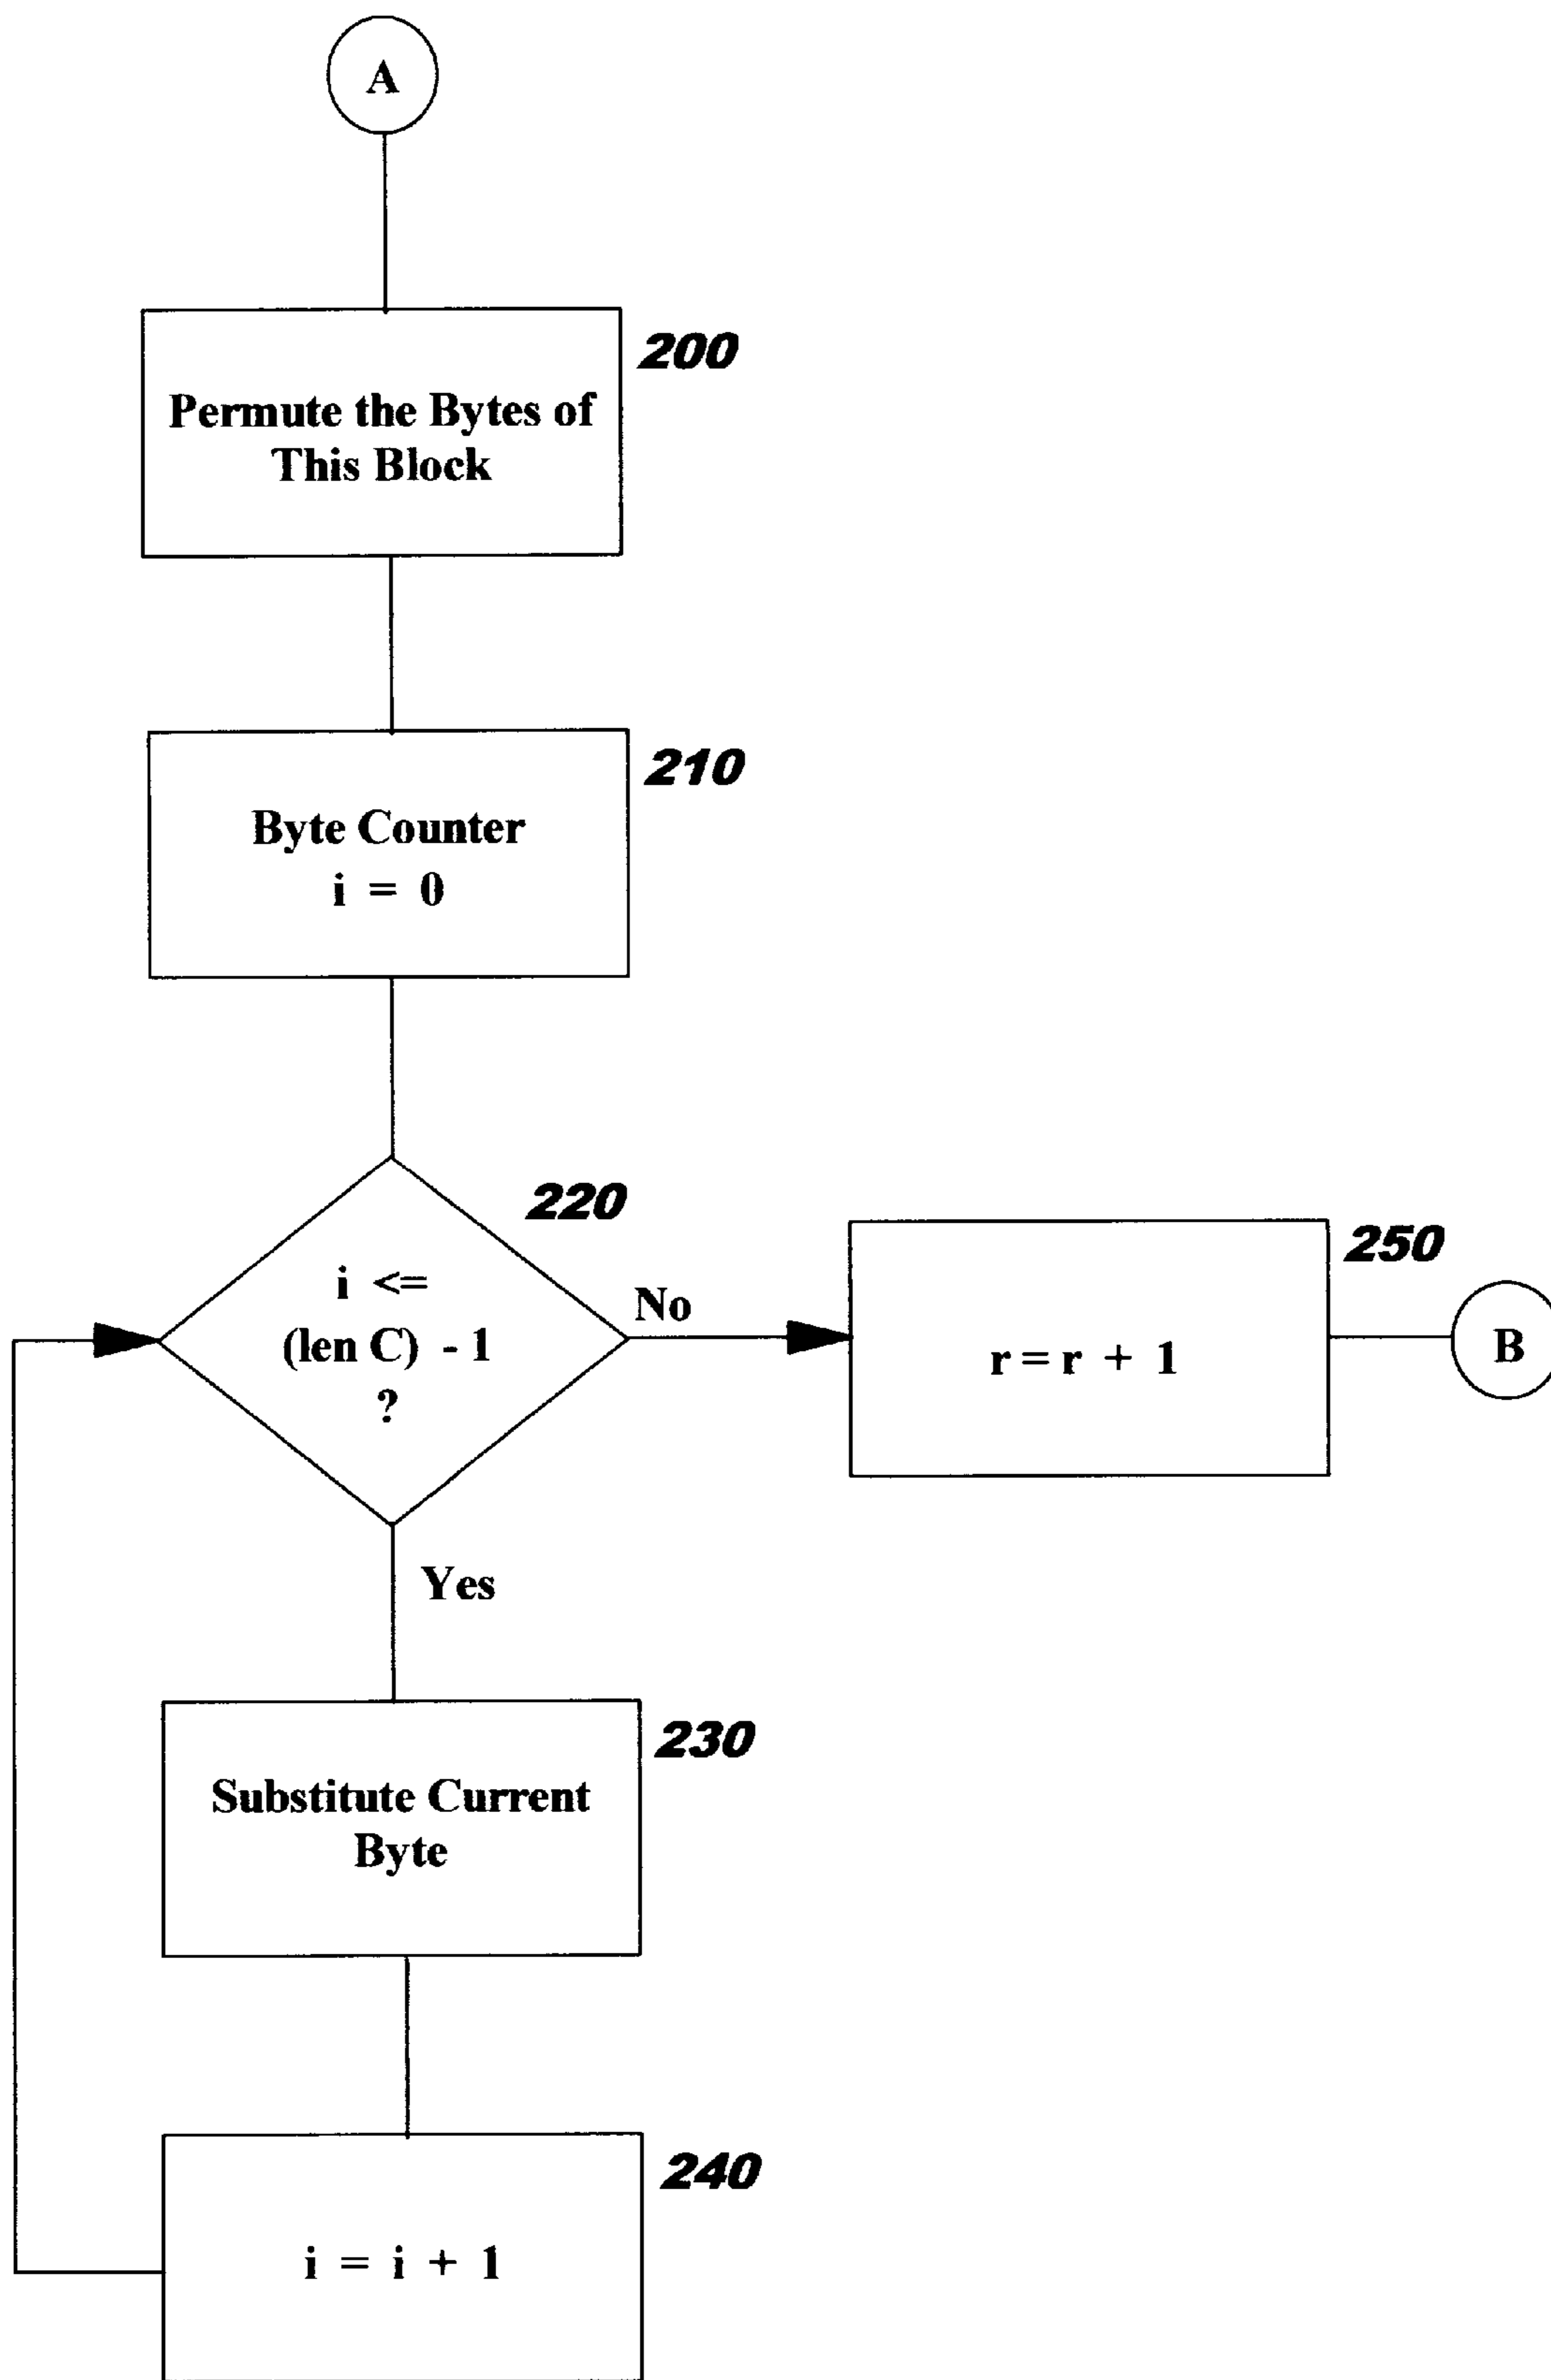 A
200
Permute the Bytes of
This Block
210
Byte Counter
i = 0
220
i <=
(len C) - 1
?
No
250
r = r + 1
B
Yes
230
Substitute Current
Byte
240
i = i + 1